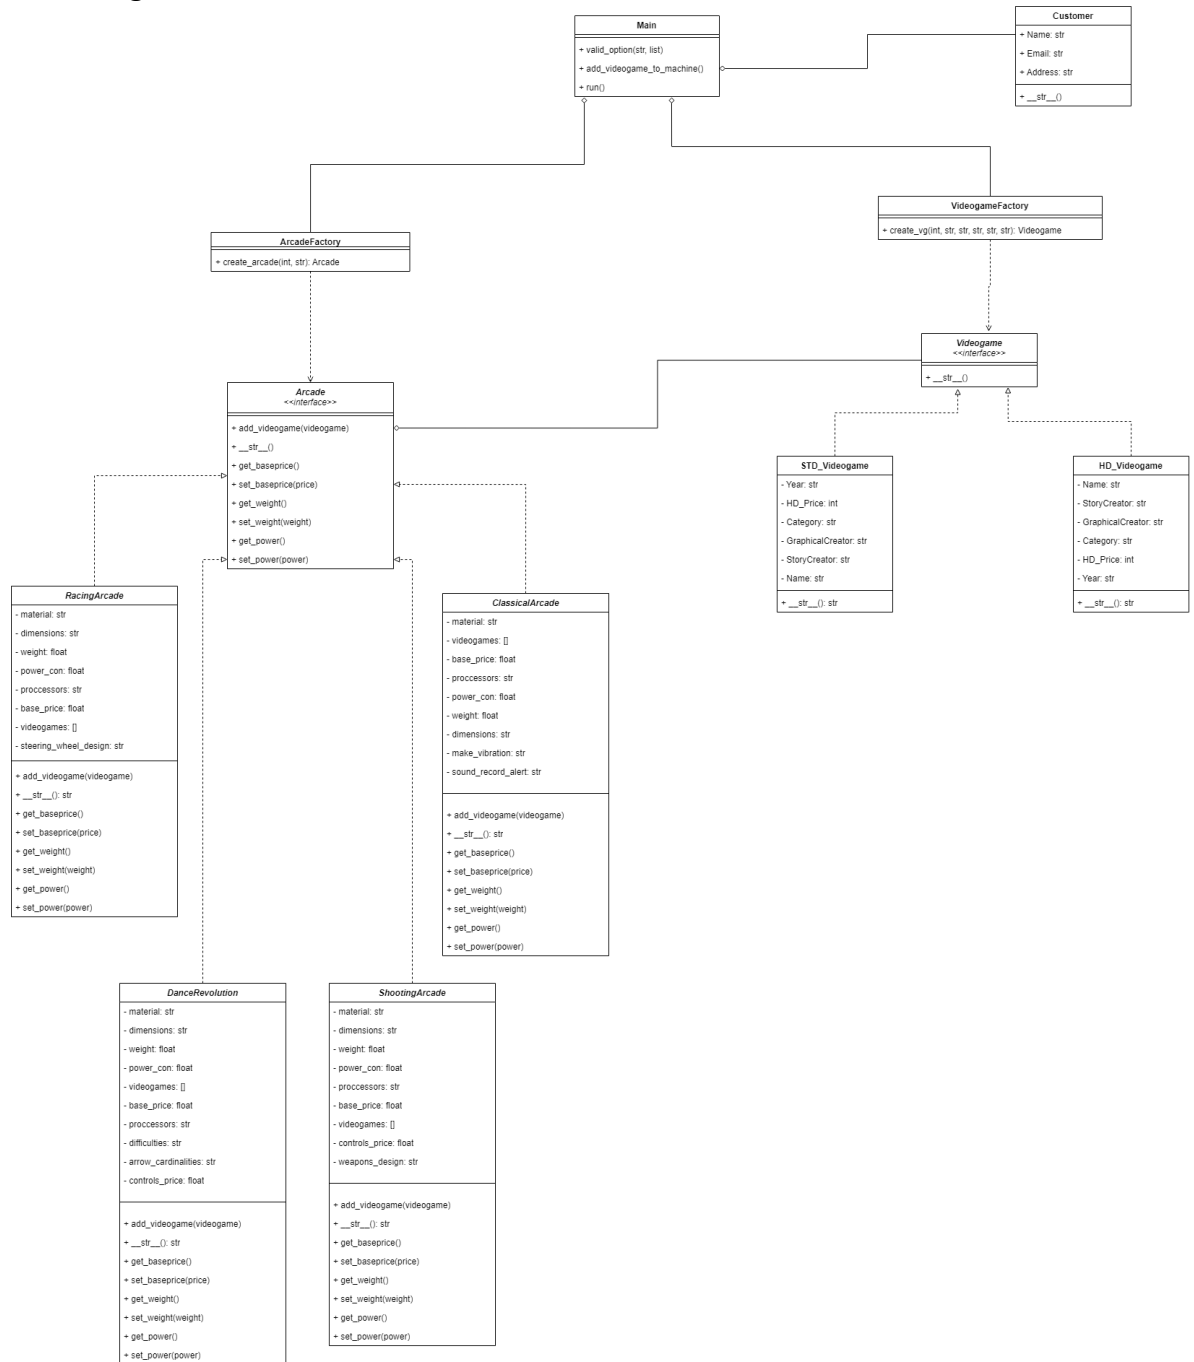 Main
+ valid_option(str, list)
+ add_videogame_to_machine()
+ run()
Customer
+ Name: str
+ Email: str
+ Address: str
+ __str__()
ArcadeFactory
+ create_arcade(int, str): Arcade
VideogameFactory
+ create_vg(int, str, str, str, str, str): Videogame
Videogame
<<interface>>
+ __str__()
Arcade
<<interface>>
+ add_videogame(videogame)
+ __str__()
+ get_baseprice()
+ set_baseprice(price)
+ get_weight()
+ set_weight(weight)
+ get_power()
+ set_power(power)
STD_Videogame
- Year: str
- HD_Price: int
- Category: str
- GraphicalCreator: str
- StoryCreator: str
- Name: str
+ __str__(): str
HD_Videogame
- Name: str
- StoryCreator: str
- GraphicalCreator: str
- Category: str
- HD_Price: int
- Year: str
+ __str__(): str
RacingArcade
- material: str
- dimensions: str
- weight: float
- power_con: float
- proccessors: str
- base_price: float
- videogames: []
- steering_wheel_design: str
+ add_videogame(videogame)
+ __str__(): str
+ get_baseprice()
+ set_baseprice(price)
+ get_weight()
+ set_weight(weight)
+ get_power()
+ set_power(power)
ClassicalArcade
- material: str
- videogames: []
- base_price: float
- proccessors: str
- power_con: float
- weight: float
- dimensions: str
- make_vibration: str
- sound_record_alert: str
+ add_videogame(videogame)
+ __str__(): str
+ get_baseprice()
+ set_baseprice(price)
+ get_weight()
+ set_weight(weight)
+ get_power()
+ set_power(power)
DanceRevolution
- material: str
- dimensions: str
- weight: float
- power_con: float
- videogames: []
- base_price: float
- proccessors: str
- difficulties: str
- arrow_cardinalities: str
- controls_price: float
+ add_videogame(videogame)
+ __str__(): str
+ get_baseprice()
+ set_baseprice(price)
+ get_weight()
+ set_weight(weight)
+ get_power()
+ set_power(power)
ShootingArcade
- material: str
- dimensions: str
- weight: float
- power_con: float
- proccessors: str
- base_price: float
- videogames: []
- controls_price: float
- weapons_design: str
+ add_videogame(videogame)
+ __str__(): str
+ get_baseprice()
+ set_baseprice(price)
+ get_weight()
+ set_weight(weight)
+ get_power()
+ set_power(power)